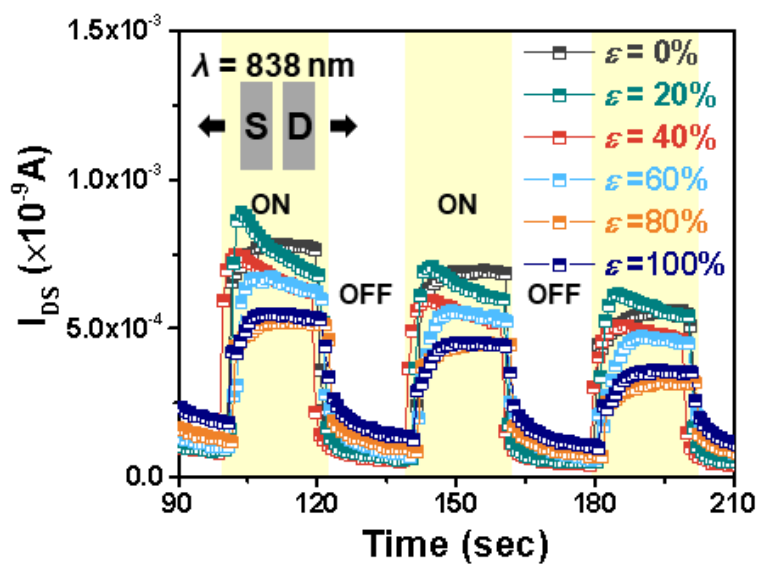 I_DS (×10⁻⁹A)
1.5x10⁻³
1.0x10⁻³
5.0x10⁻⁴
0.0
λ = 838 nm
S D
ON
OFF
ON
OFF
ε = 0%
ε = 20%
ε = 40%
ε =60%
ε =80%
ε =100%
90 120 150 180 210
Time (sec)